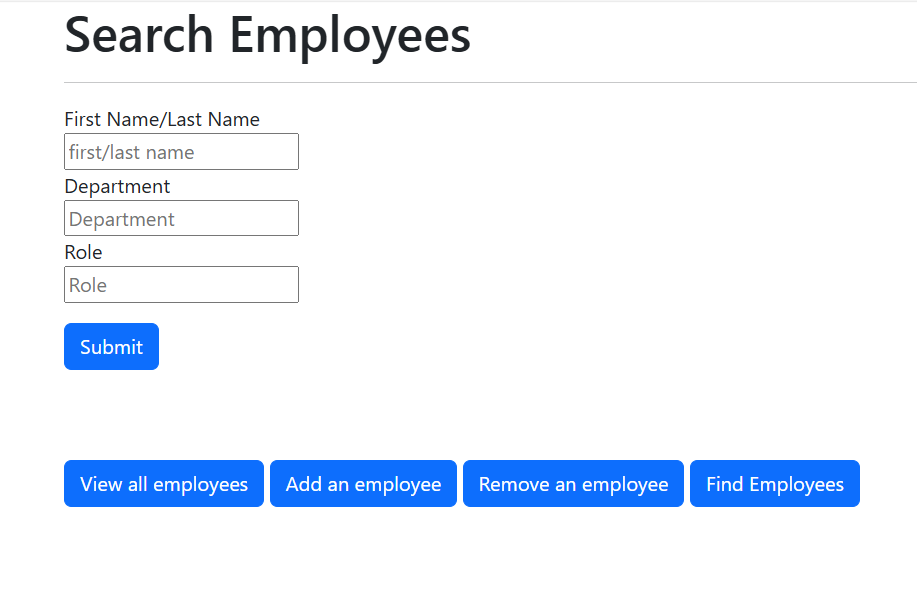 Search Employees
First Name/Last Name
first/last name
Department
Department
Role
Role
Submit
View all employees Add an employee Remove an employee Find Employees